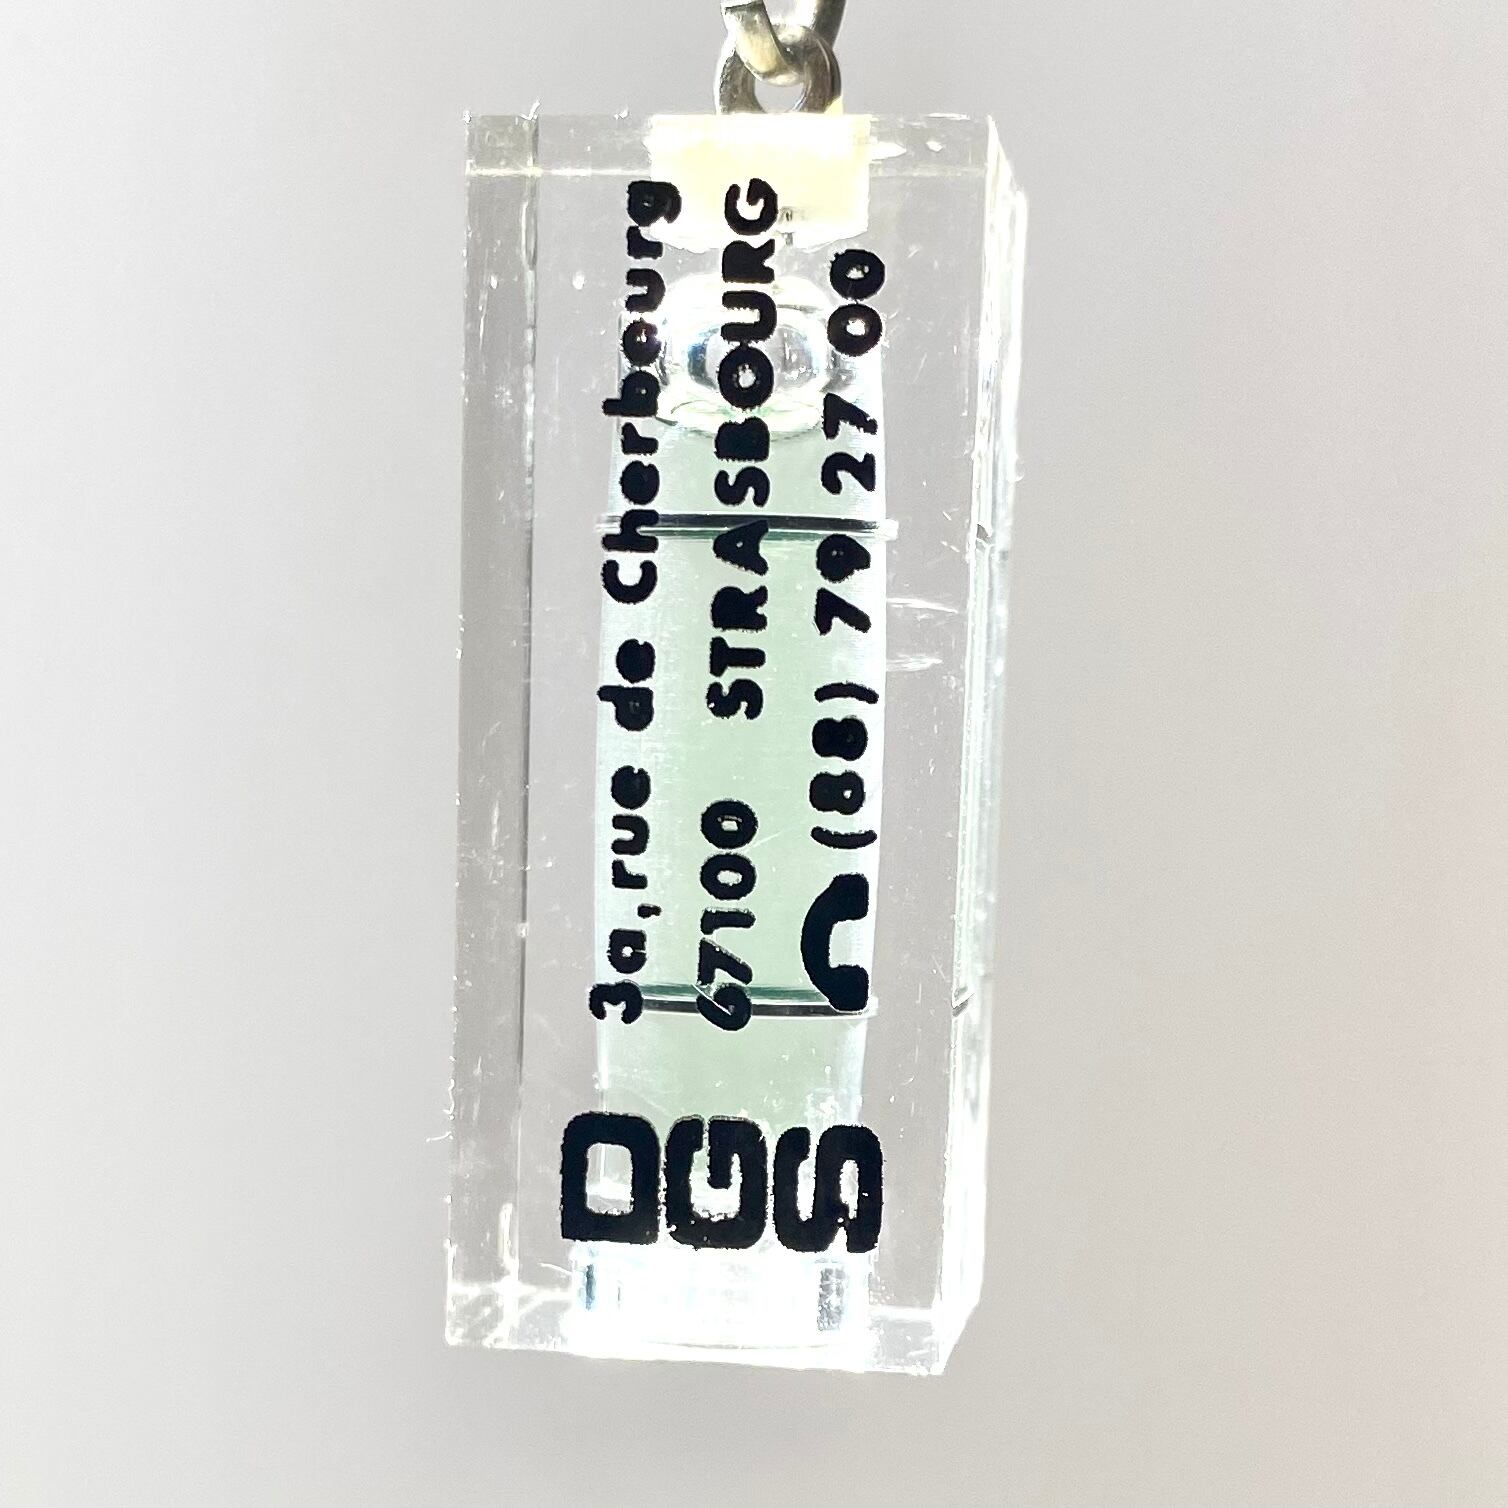 DGS
3a,rue de Cherbourg
67100 STRASBOURG
(88) 79 27 00